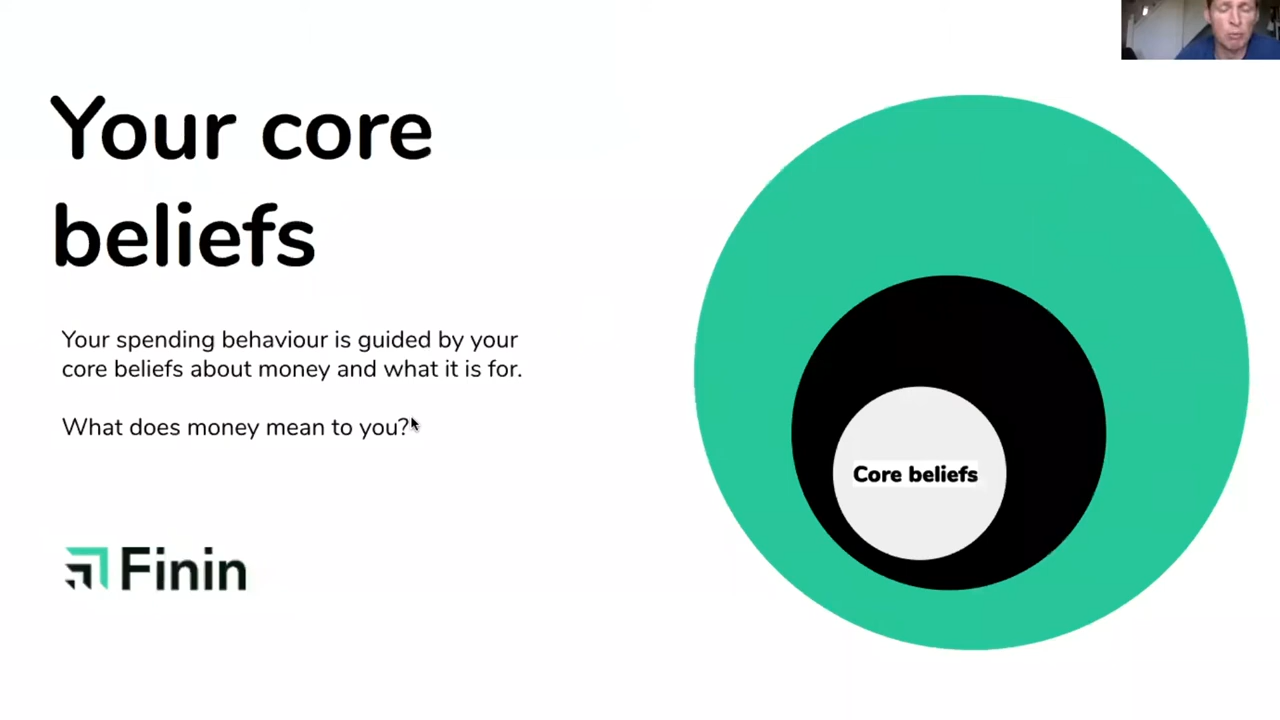 Your core
beliefs
Your spending behaviour is guided by your
core beliefs about money and what it is for.
What does money mean to you?
Core beliefs
Finin